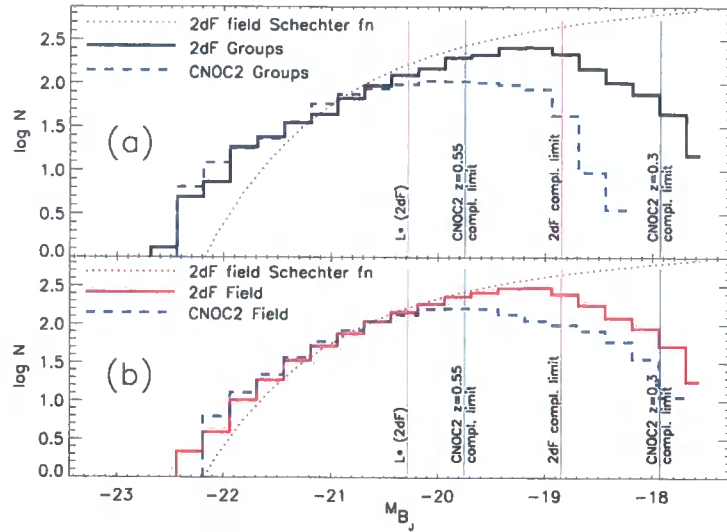 2dF field Schechter fn
2dF Groups
CNOC2 Groups
(a)
log N
3.0
2.5
2.0
1.5
1.0
0.5
0.0
L* (2dF)
CNOC2 z=0.55
compl. limit
2dF compl. limit
CNOC2 z=0.3
compl. limit
2dF field Schechter fn
2dF Field
CNOC2 Field
(b)
log N
2.5
2.0
1.5
1.0
0.5
0.0
L* (2dF)
CNOC2 z=0.55
compl. limit
2dF compl. limit
CNOC2 z=0.3
compl. limit
-23 -22 -21 -20 -19 -18
M_B_J